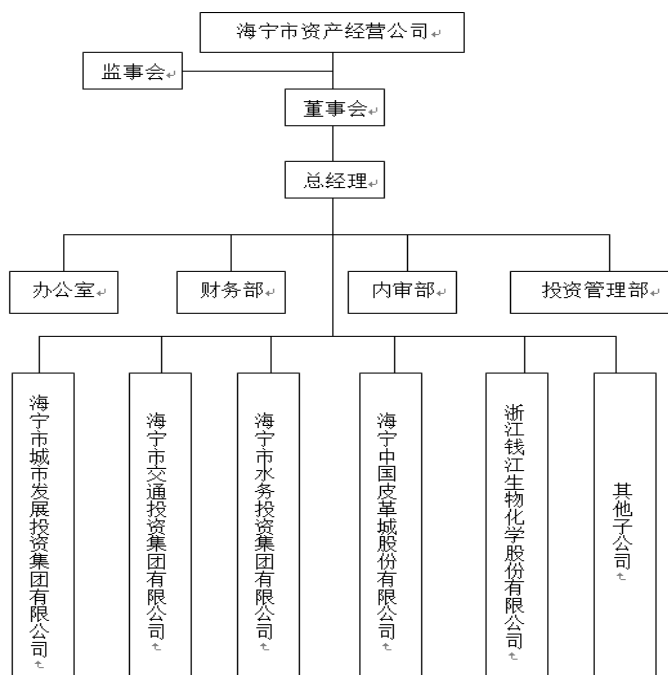 海宁市资产经营公司
监事会
董事会
总经理
办公室
财务部
内审部
投资管理部
海宁市城市发展投资集团有限公司
海宁市交通投资集团有限公司
海宁市水务投资集团有限公司
海宁中国皮革城股份有限公司
浙江钱江生物化学股份有限公司
其他子公司